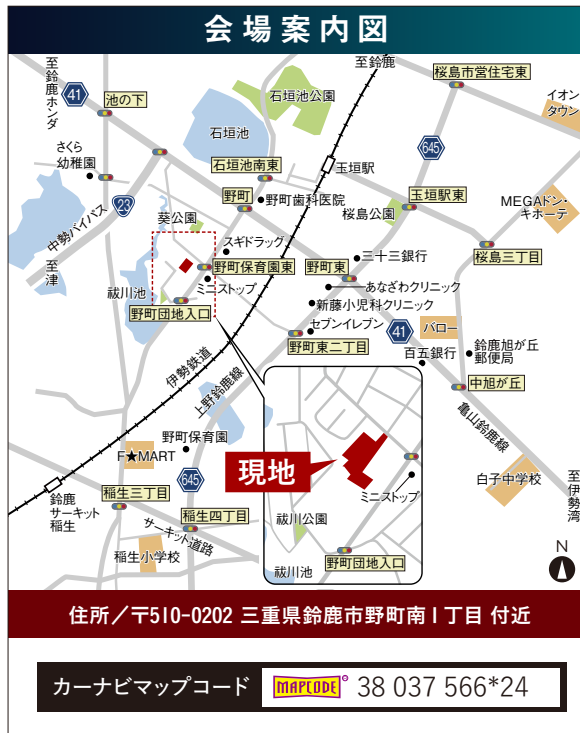 会場案内図
至鈴鹿ホンダ
41
池の下
至鈴鹿
桜島市営住宅東
イオン
タウン
石垣池公園
石垣池
645
さくら
幼稚園
石垣池南東
玉垣駅
23
中勢バイパス
野町
野町歯科医院
玉垣駅東
MEGAドン・
キホーテ
葵公園
桜島公園
スギドラッグ
三十三銀行
桜島三丁目
至津
野町保育園東
野町東
祓川池
ミニストップ
あなざわクリニック
野町団地入口
新藤小児科クリニック
セブンイレブン
41
バロー
鈴鹿旭が丘
郵便局
野町東二丁目
百五銀行
伊勢鉄道
上野鈴鹿線
中旭が丘
亀山鈴鹿線
野町保育園
F★MART
現地
ミニストップ
白子中学校
至伊勢湾
645
鈴鹿
サーキット
稲生
稲生三丁目
稲生四丁目
サーキット道路
祓川公園
稲生小学校
野町団地入口
祓川池
N
住所／〒510-0202 三重県鈴鹿市野町南1丁目 付近
カーナビマップコード MAPCODE 38 037 566*24